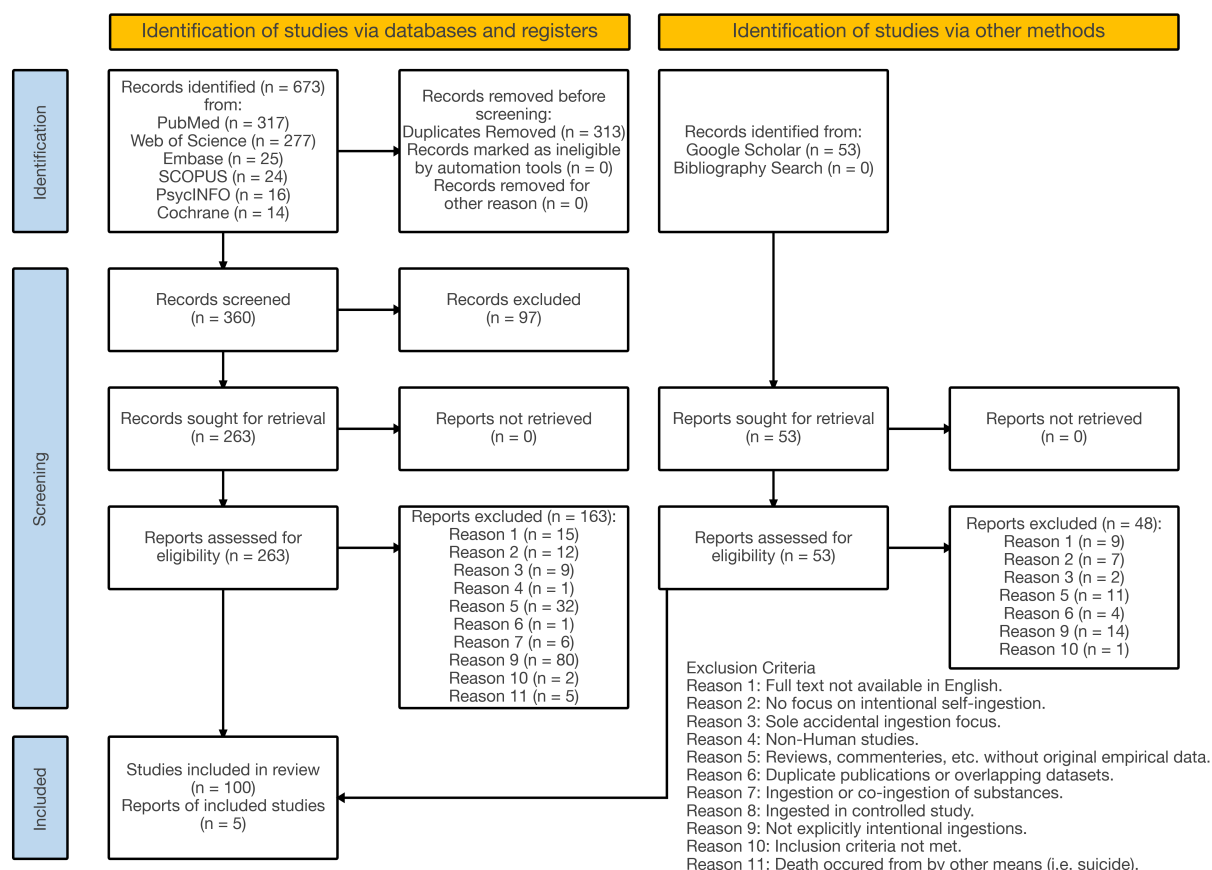 Identification of studies via databases and registers
Identification of studies via other methods
Identification
Records identified (n = 673)
from:
PubMed (n = 317)
Web of Science (n = 277)
Embase (n = 25)
SCOPUS (n = 24)
PsycINFO (n = 16)
Cochrane (n = 14)
Records removed before
screening:
Duplicates Removed (n = 313)
Records marked as ineligible
by automation tools (n = 0)
Records removed for
other reason (n = 0)
Records identified from:
Google Scholar (n = 53)
Bibliography Search (n = 0)
Screening
Records screened
(n = 360)
Records excluded
(n = 97)
Records sought for retrieval
(n = 263)
Reports not retrieved
(n = 0)
Reports sought for retrieval
(n = 53)
Reports not retrieved
(n = 0)
Reports assessed for
eligibility (n = 263)
Reports excluded (n = 163):
Reason 1 (n = 15)
Reason 2 (n = 12)
Reason 3 (n = 9)
Reason 4 (n = 1)
Reason 5 (n = 32)
Reason 6 (n = 1)
Reason 7 (n = 6)
Reason 9 (n = 80)
Reason 10 (n = 2)
Reason 11 (n = 5)
Reports assessed for
eligibility (n = 53)
Reports excluded (n = 48):
Reason 1 (n = 9)
Reason 2 (n = 7)
Reason 3 (n = 2)
Reason 5 (n = 11)
Reason 6 (n = 4)
Reason 9 (n = 14)
Reason 10 (n = 1)
Included
Studies included in review
(n = 100)
Reports of included studies
(n = 5)
Exclusion Criteria
Reason 1: Full text not available in English.
Reason 2: No focus on intentional self-ingestion.
Reason 3: Sole accidental ingestion focus.
Reason 4: Non-Human studies.
Reason 5: Reviews, commenteries, etc. without original empirical data.
Reason 6: Duplicate publications or overlapping datasets.
Reason 7: Ingestion or co-ingestion of substances.
Reason 8: Ingested in controlled study.
Reason 9: Not explicitly intentional ingestions.
Reason 10: Inclusion criteria not met.
Reason 11: Death occured from by other means (i.e. suicide).